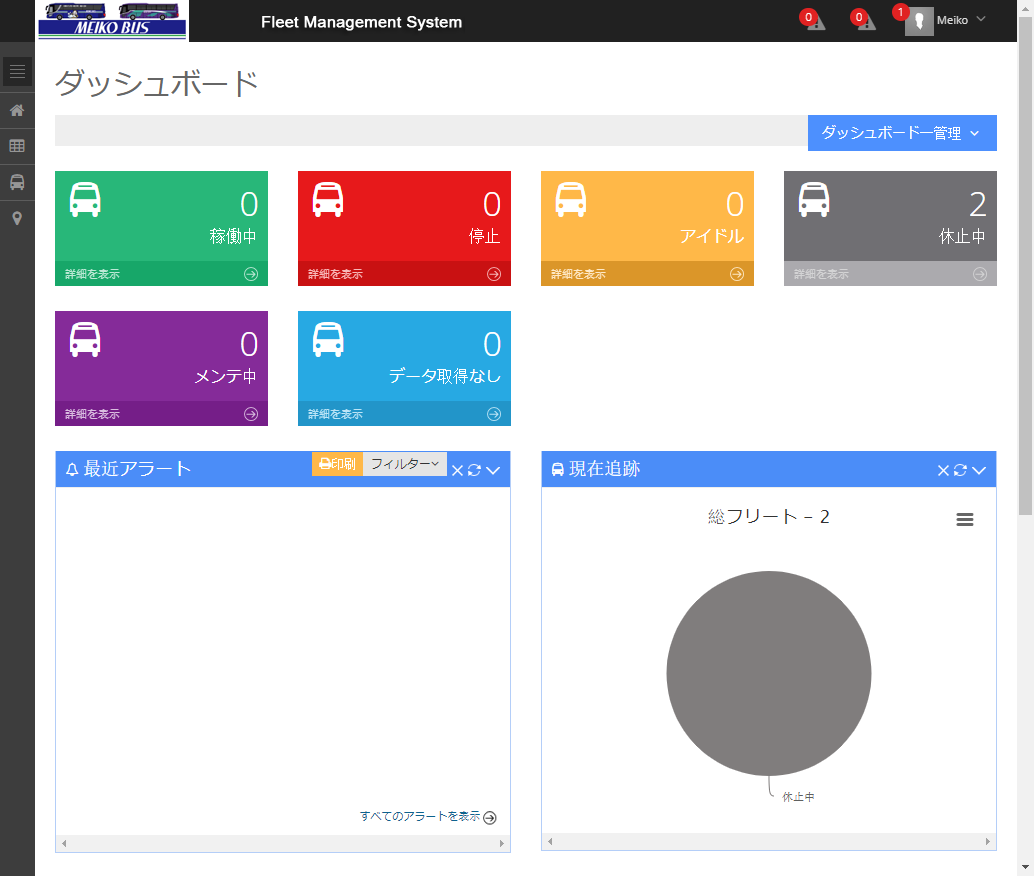 MEIKO BUS
Fleet Management System
0
0
1
Meiko
ダッシュボード
ダッシュボードー管理
0
稼働中
詳細を表示
0
停止
詳細を表示
0
アイドル
詳細を表示
2
休止中
詳細を表示
0
メンテ中
詳細を表示
0
データ取得なし
詳細を表示
最近アラート
印刷
フィルター
現在追跡
総フリート – 2
休止中
すべてのアラートを表示